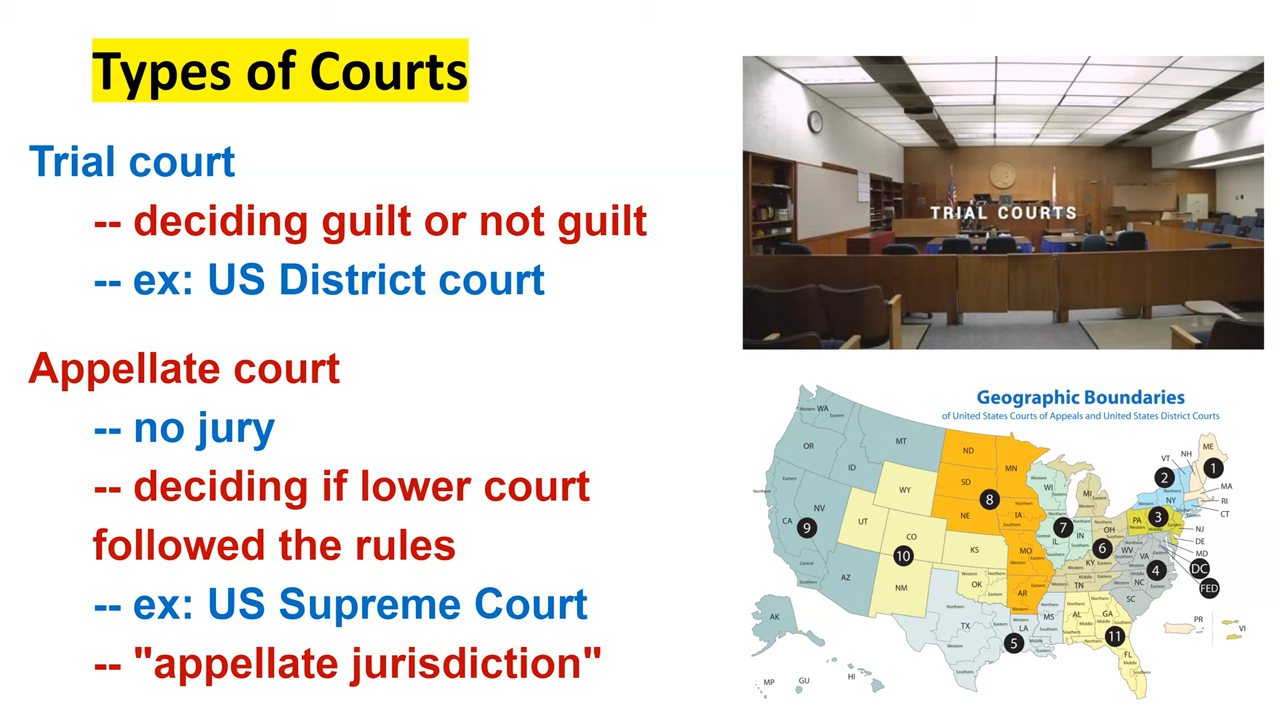 Types of Courts
Trial court
-- deciding guilt or not guilt
-- ex: US District court
Appellate court
-- no jury
-- deciding if lower court
followed the rules
-- ex: US Supreme Court
-- "appellate jurisdiction"
TRIAL COURTS
Geographic Boundaries
of United States Courts of Appeals and United States District Courts
WA
OR
MT
ID
WY
NV
CA
UT
CO
AZ
NM
ND
SD
NE
MN
IA
MO
AR
KS
OK
TX
LA
MS
WI
MI
IL
IN
OH
KY
TN
AL
GA
FL
SC
NC
VA
WV
PA
NY
VT
NH
ME
MA
RI
CT
NJ
DE
MD
DC
FED
PR
VI
AK
HI
GU
MP
1
2
3
4
5
6
7
8
9
10
11